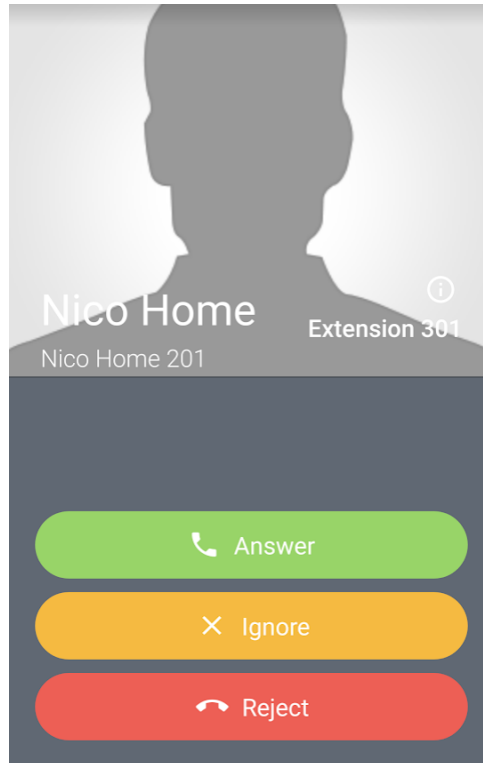 Nico Home
Extension 301
Nico Home 201
Answer
Ignore
Reject